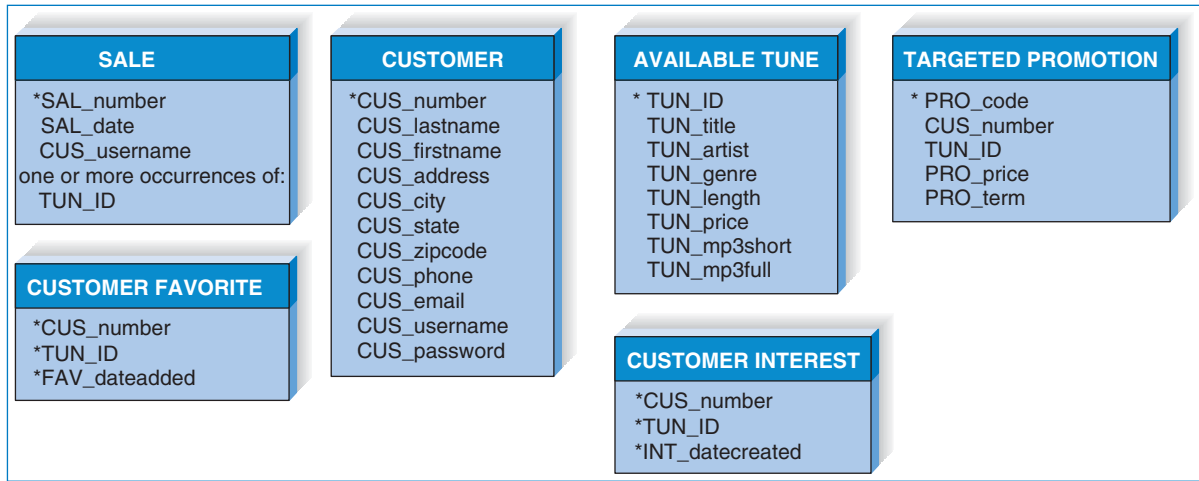 SALE
*SAL_number
SAL_date
CUS_username
one or more occurrences of:
TUN_ID
CUSTOMER
*CUS_number
CUS_lastname
CUS_firstname
CUS_address
CUS_city
CUS_state
CUS_zipcode
CUS_phone
CUS_email
CUS_username
CUS_password
AVAILABLE TUNE
* TUN_ID
TUN_title
TUN_artist
TUN_genre
TUN_length
TUN_price
TUN_mp3short
TUN_mp3full
TARGETED PROMOTION
* PRO_code
CUS_number
TUN_ID
PRO_price
PRO_term
CUSTOMER FAVORITE
*CUS_number
*TUN_ID
*FAV_dateadded
CUSTOMER INTEREST
*CUS_number
*TUN_ID
*INT_datecreated